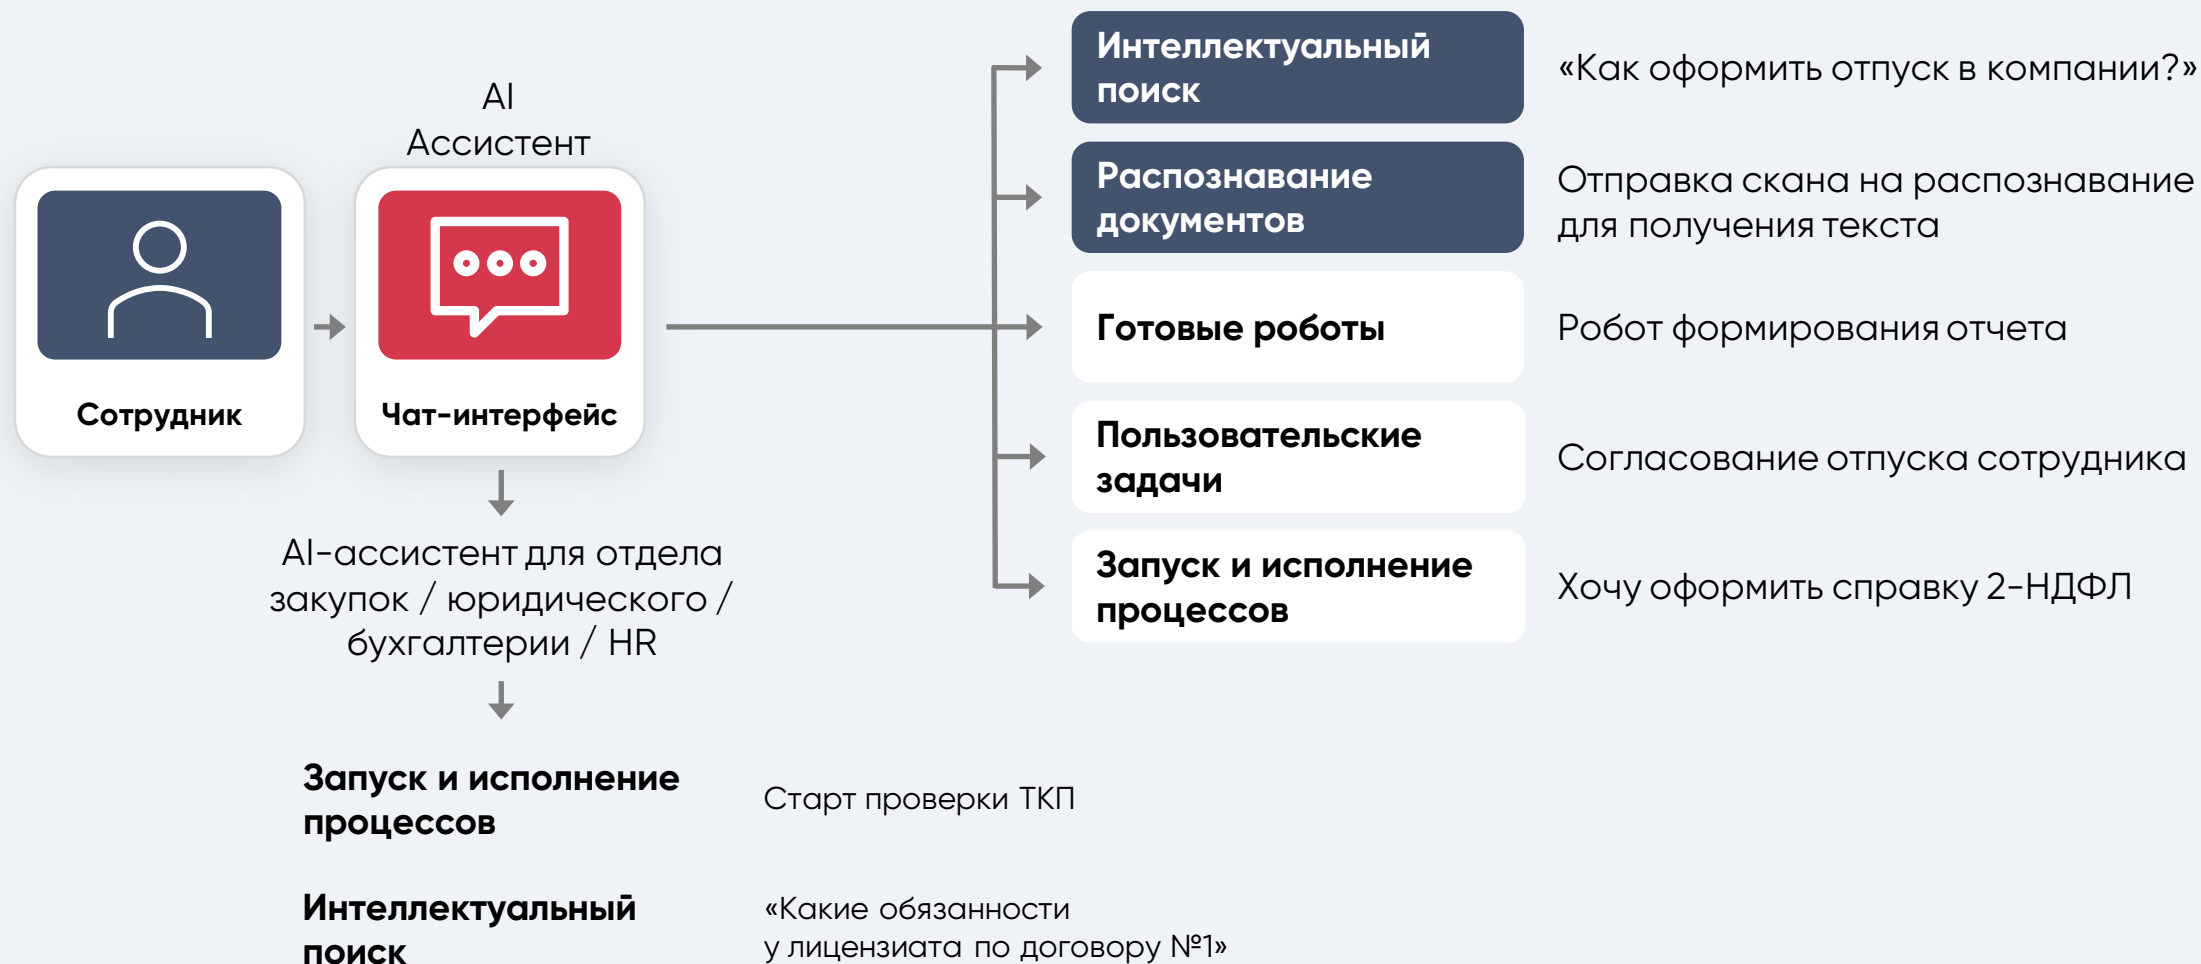 AI
Ассистент
Сотрудник
Чат-интерфейс
Интеллектуальный
поиск
«Как оформить отпуск в компании?»
Распознавание
документов
Отправка скана на распознавание
для получения текста
Готовые роботы
Робот формирования отчета
Пользовательские
задачи
Согласование отпуска сотрудника
Запуск и исполнение
процессов
Хочу оформить справку 2-НДФЛ
AI-ассистент для отдела
закупок / юридического /
бухгалтерии / HR
Запуск и исполнение
процессов
Старт проверки ТКП
Интеллектуальный
поиск
«Какие обязанности
у лицензиата по договору №1»